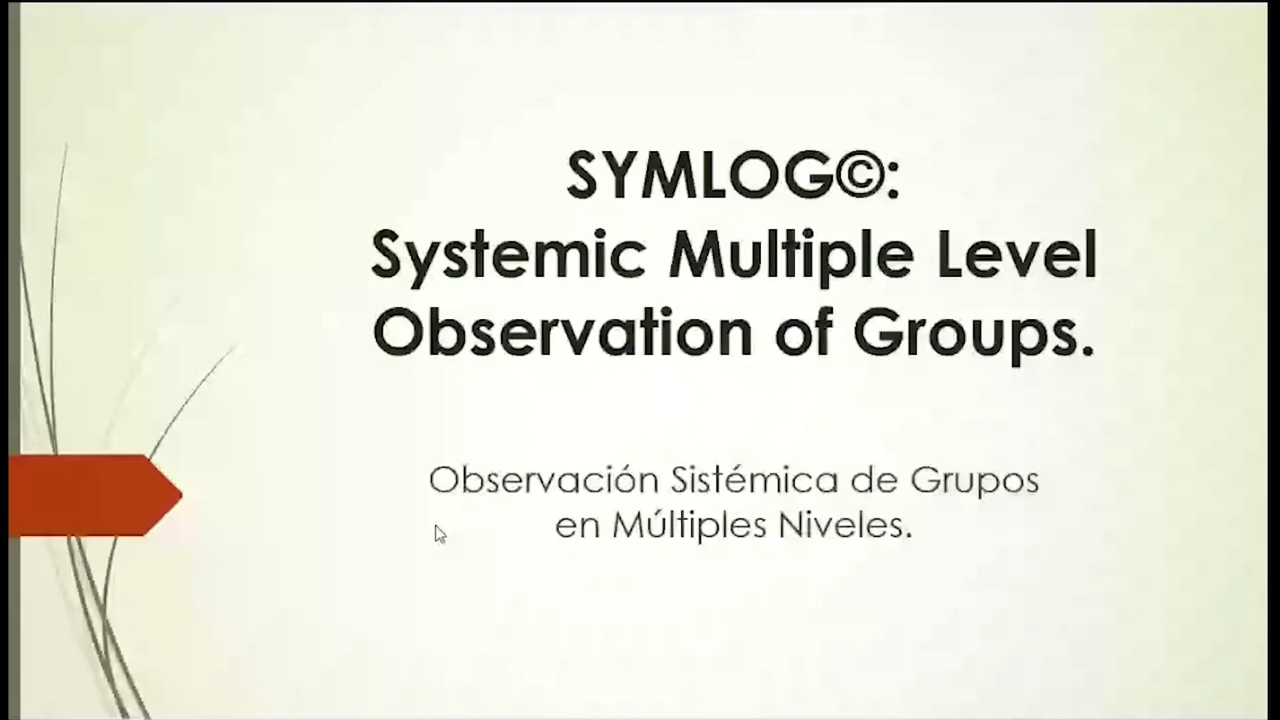 SYMLOG©:
Systemic Multiple Level
Observation of Groups.
Observación Sistémica de Grupos
en Múltiples Niveles.